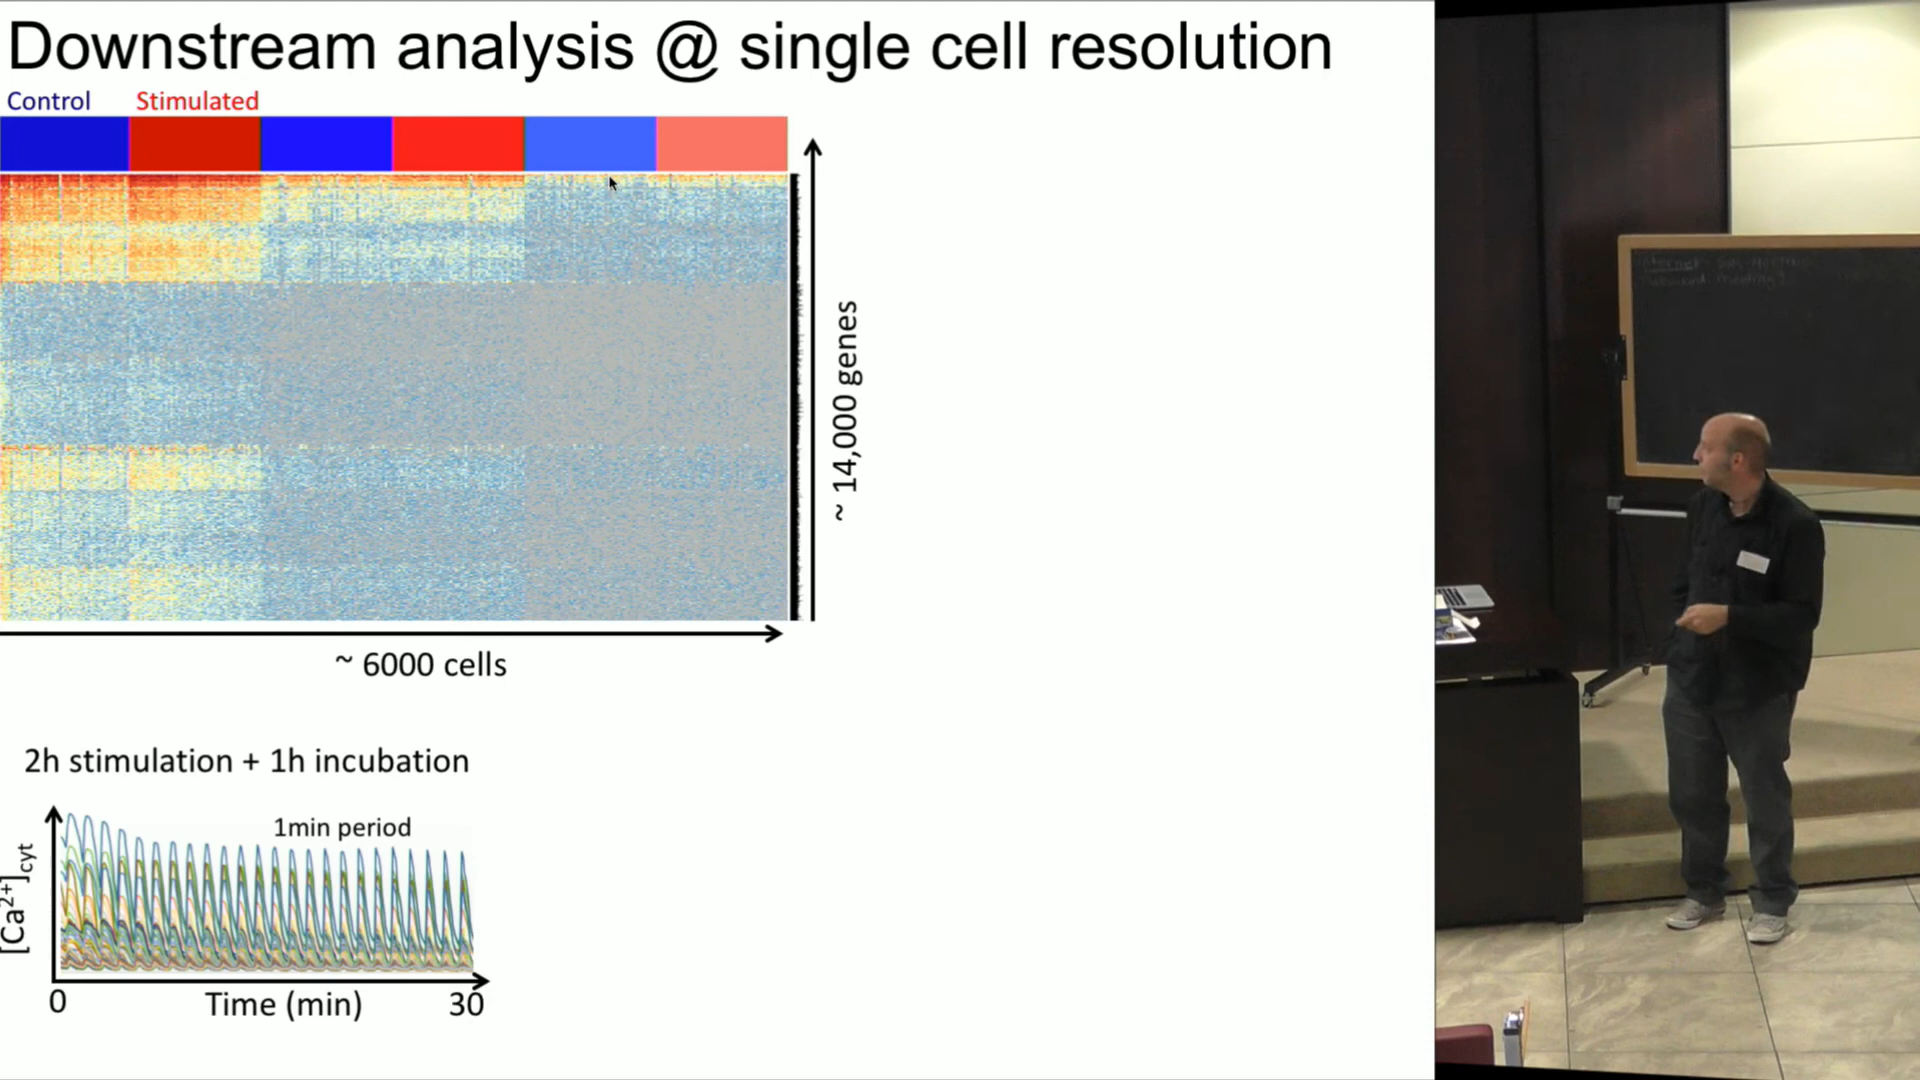 Downstream analysis @ single cell resolution
Control
Stimulated
~ 14,000 genes
~ 6000 cells
2h stimulation + 1h incubation
1min period
[Ca²⁺]cyt
0
Time (min)
30